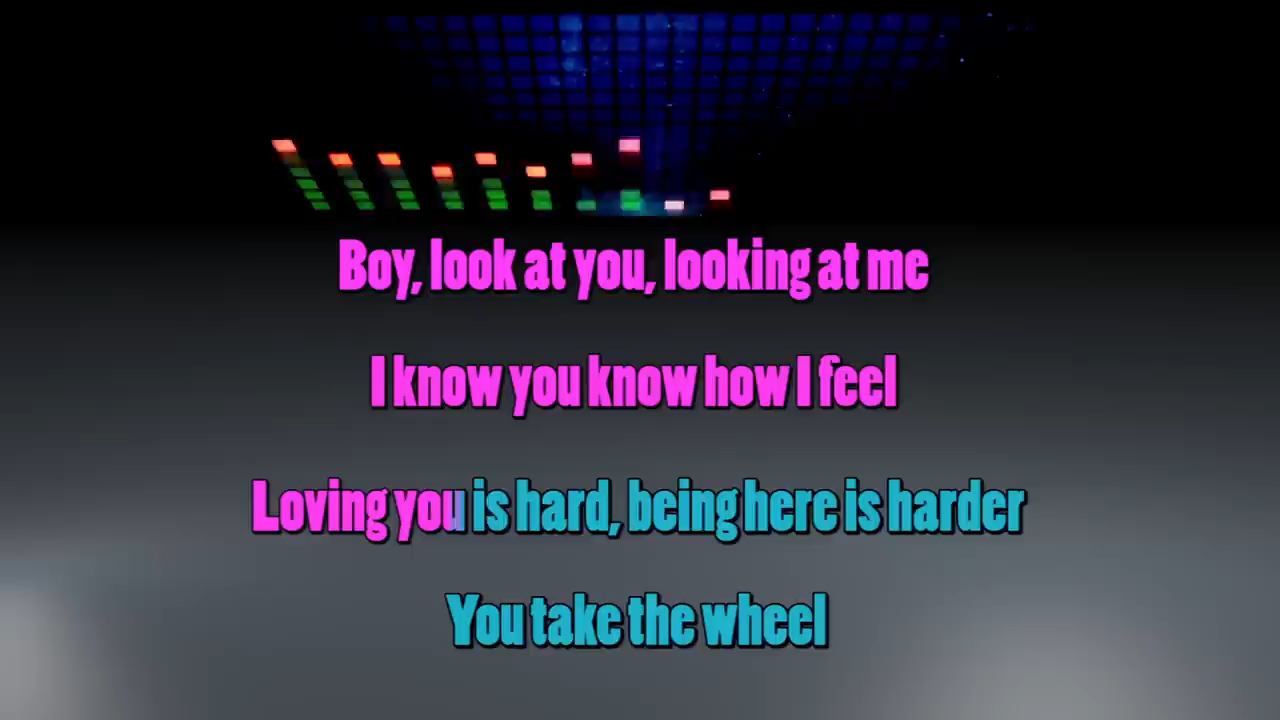 Boy, look at you, looking at me
I know you know how I feel
Loving you is hard, being here is harder
You take the wheel